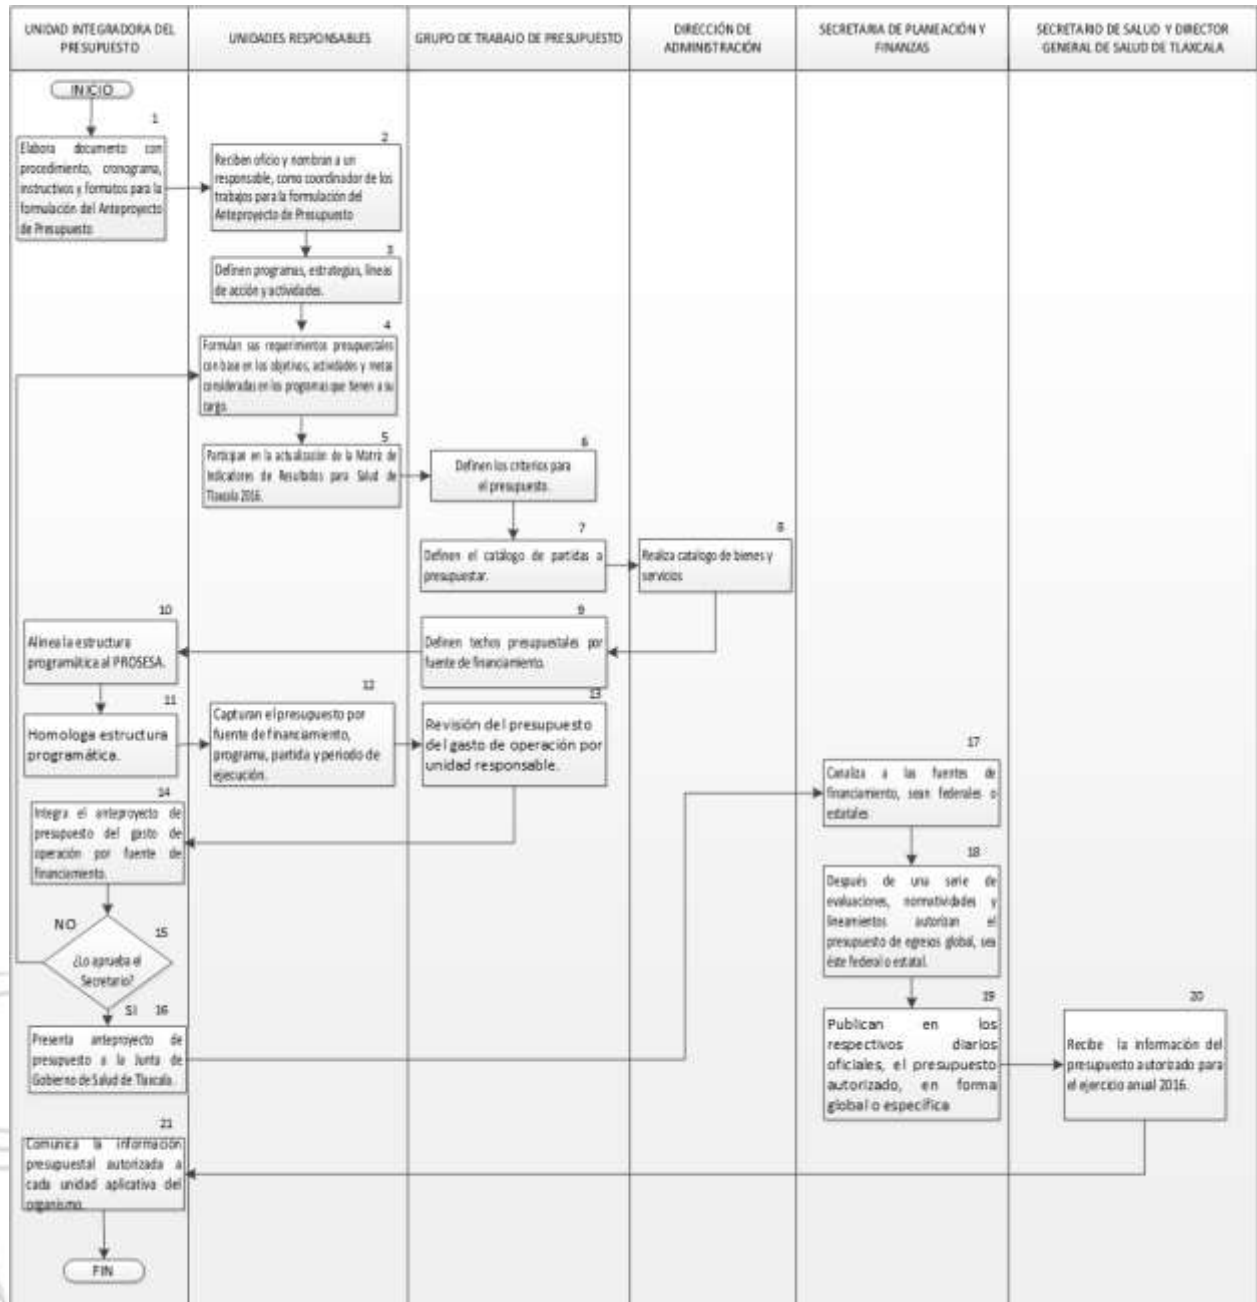 UNIDAD INTEGRADORA DEL
PRESUPUESTO
UNIDADES RESPONSABLES
GRUPO DE TRABAJO DE PRESUPUESTO
DIRECCIÓN DE
ADMINISTRACIÓN
SECRETARIA DE PLANEACIÓN Y
FINANZAS
SECRETARIO DE SALUD Y DIRECTOR
GENERAL DE SALUD DE TLAXCALA
INICIO
1
Elabora documento con
procedimiento, cronograma,
instructivos y formatos para la
formulación del Anteproyecto
de Presupuesto
2
Reciben oficio y nombran a un
responsable, como coordinador de los
trabajos para la formulación del
Anteproyecto de Presupuesto
3
Definen programas, estrategias, líneas
de acción y actividades.
4
Formulan sus requerimientos presupuestales
con base en los objetivos, actividades y metas
consideradas en los programas que tienen a su
cargo.
5
Participan en la actualización de la Matriz de
Indicadores de Resultados para Salud de
Tlaxcala 2016.
6
Definen los criterios para
el presupuesto.
7
Definen el catálogo de partidas a
presupuestar.
8
Realiza catalogo de bienes y
servicios
9
Definen techos presupuestales por
fuente de financiamiento.
10
Alinea la estructura
programática al PROSESA.
11
Homologa estructura
programática.
12
Capturan el presupuesto por
fuente de financiamiento,
programa, partida y periodo de
ejecución.
13
Revisión del presupuesto
del gasto de operación por
unidad responsable.
14
Integra el anteproyecto de
presupuesto del gasto de
operación por fuente de
financiamiento.
NO
15
¿Lo aprueba el
Secretario?
SI
16
Presenta anteproyecto de
presupuesto a la Junta de
Gobierno de Salud de Tlaxcala.
17
Canaliza a las fuentes de
financiamiento, sean federales o
estatales
18
Después de una serie de
evaluaciones, normatividades y
lineamientos autorizan el
presupuesto de egresos global, sea
éste federal o estatal.
19
Publican en los
respectivos diarios
oficiales, el presupuesto
autorizado, en forma
global o específica
20
Recibe la información del
presupuesto autorizado para
el ejercicio anual 2016.
21
Comunica la información
presupuestal autorizada a
cada unidad aplicativa del
organismo.
FIN